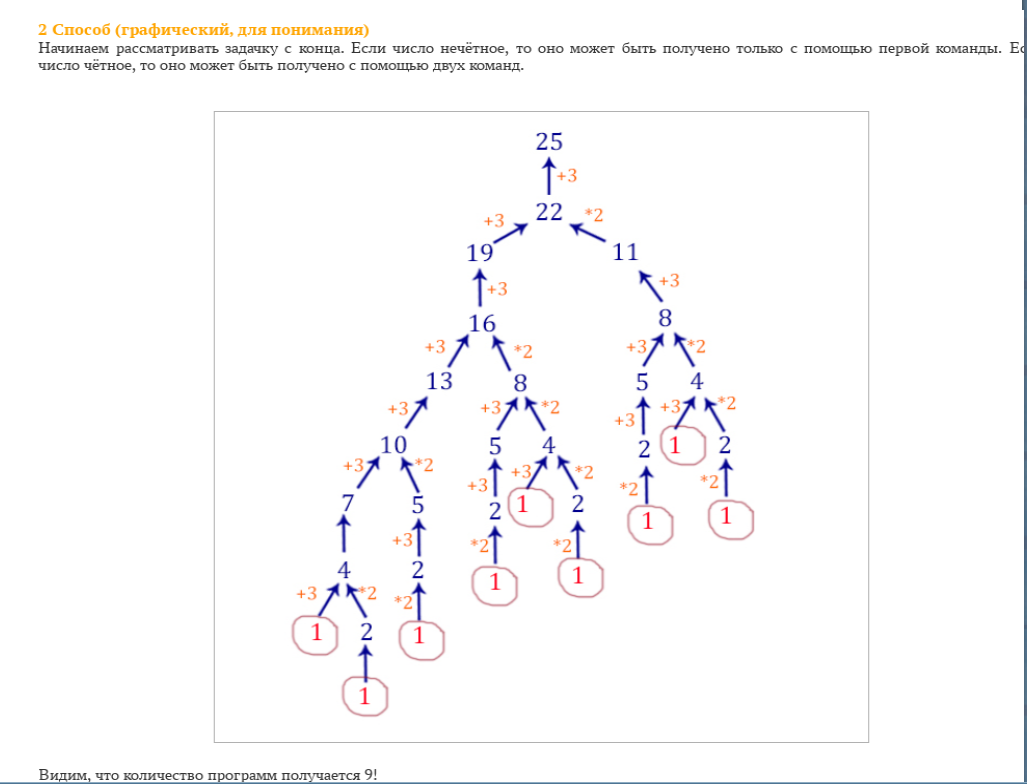 2 Способ (графический, для понимания)
Начинаем рассматривать задачку с конца. Если число нечётное, то оно может быть получено только с помощью первой команды.
число чётное, то оно может быть получено с помощью двух команд.
25
+3
22
+3 *2
19 11
+3 +3
16 8
+3 *2 +3 *2
13 8 5 4
+3 +3 *2 +3 +3 *2
10 5 4 2 1 2
+3 *2 +3 +3 *2 *2 *2
7 5 2 1 2 1 1
+3 *2 *2
4 2 1 1
+3 *2 *2
1 2 1
1
Видим, что количество программ получается 9!